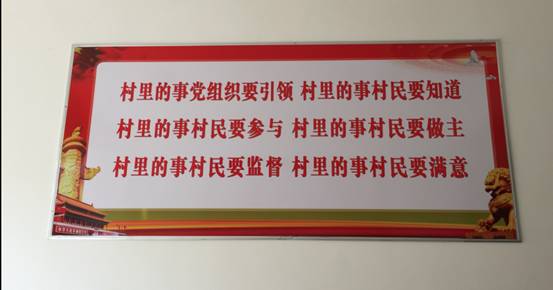 村里的事党组织要引领 村里的事村民要知道
村里的事村民要参与 村里的事村民要做主
村里的事村民要监督 村里的事村民要满意